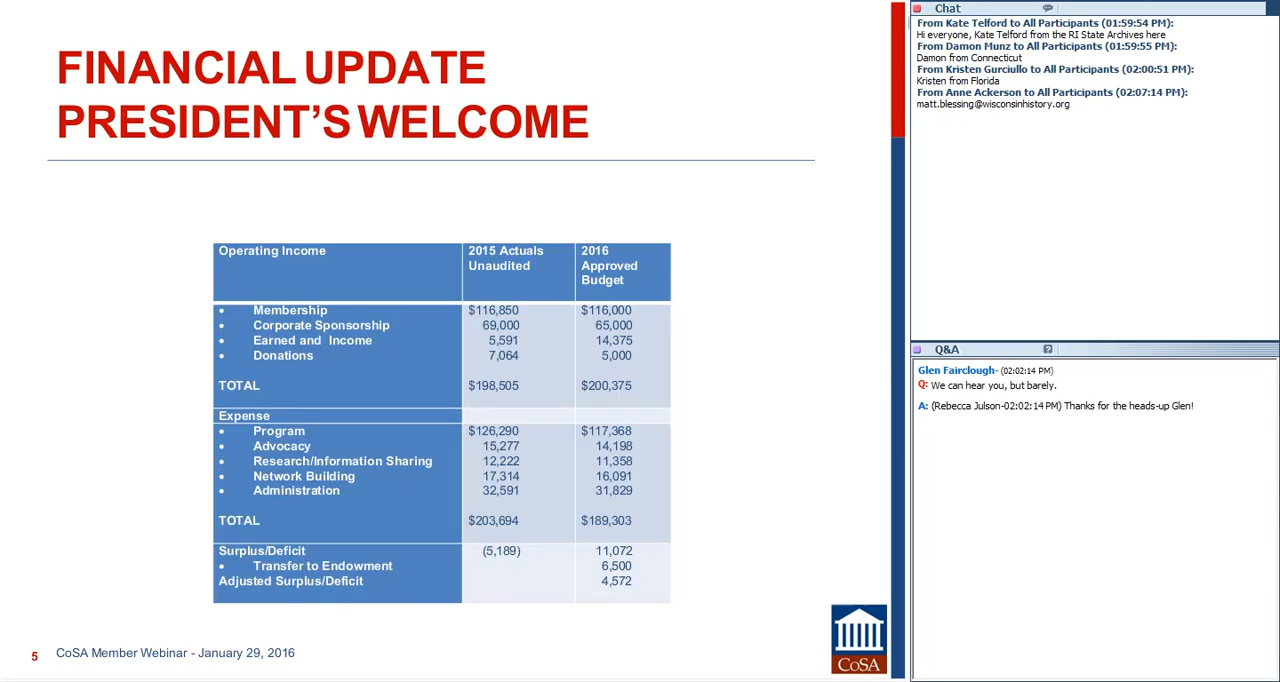 FINANCIAL UPDATE
PRESIDENT'S WELCOME
Operating Income 2015 Actuals Unaudited 2016 Approved Budget
• Membership $116,850 $116,000
• Corporate Sponsorship 69,000 65,000
• Earned and Income 5,591 14,375
• Donations 7,064 5,000
TOTAL $198,505 $200,375
Expense
• Program $126,290 $117,368
• Advocacy 15,277 14,198
• Research/Information Sharing 12,222 11,358
• Network Building 17,314 16,091
• Administration 32,591 31,829
TOTAL $203,694 $189,303
Surplus/Deficit (5,189) 11,072
• Transfer to Endowment 6,500
Adjusted Surplus/Deficit 4,572
5 CoSA Member Webinar - January 29, 2016
CoSA
Chat
From Kate Telford to All Participants (01:59:54 PM):
Hi everyone, Kate Telford from the RI State Archives here
From Damon Munz to All Participants (01:59:55 PM):
Damon from Connecticut
From Kristen Gurciullo to All Participants (02:00:51 PM):
Kristen from Florida
From Anne Ackerson to All Participants (02:07:14 PM):
matt.blessing@wisconsinhistory.org
Q&A
Glen Fairclough- (02:02:14 PM)
Q: We can hear you, but barely.
A: (Rebecca Julson-02:02:14 PM) Thanks for the heads-up Glen!